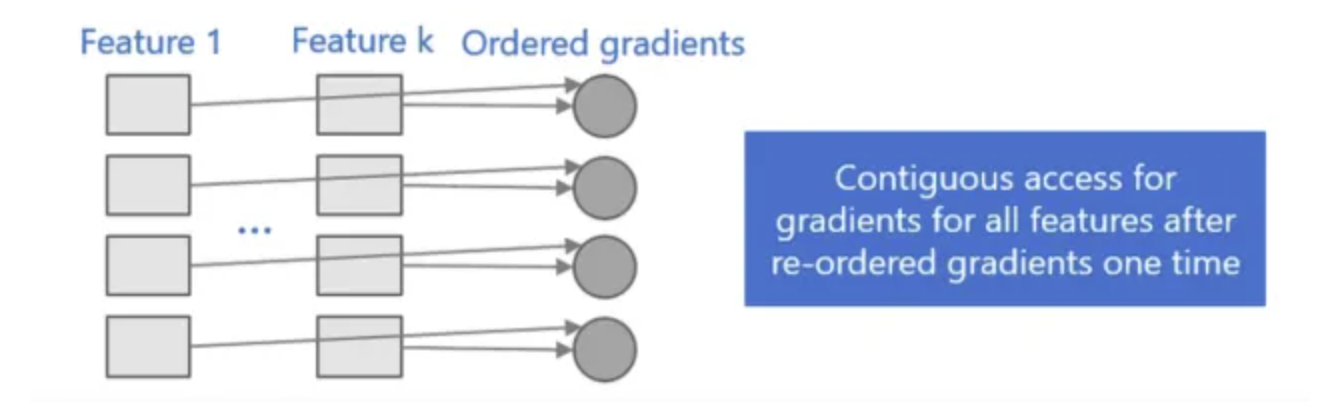 Feature 1 Feature k Ordered gradients
...
Contiguous access for
gradients for all features after
re-ordered gradients one time